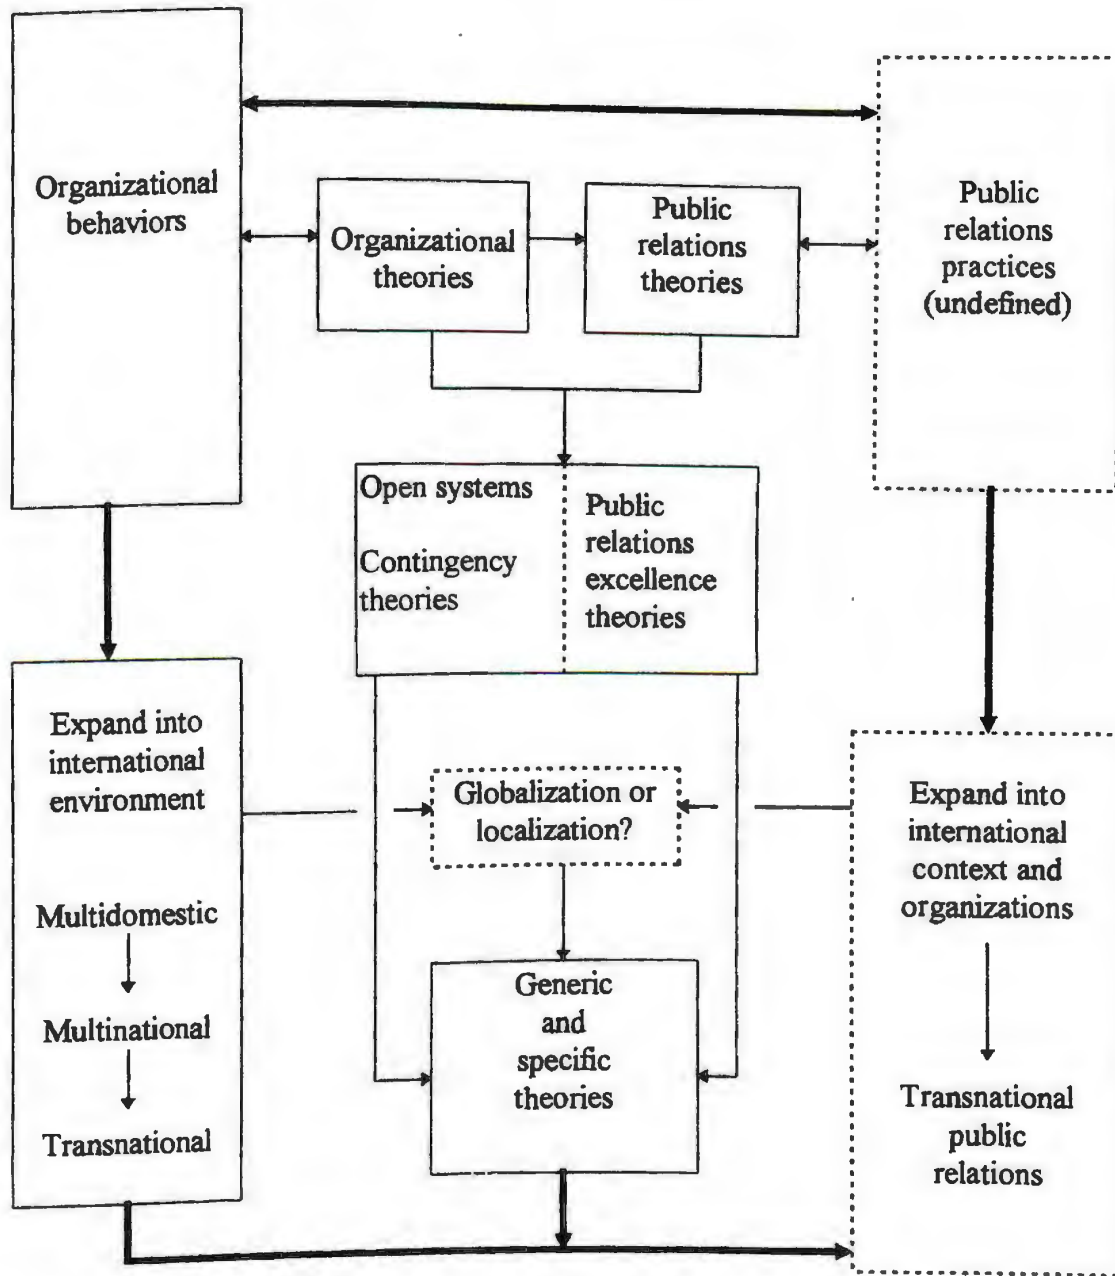 Organizational
behaviors
Organizational
theories
Public
relations
theories
Public
relations
practices
(undefined)
Open systems
Contingency
theories
Public
relations
excellence
theories
Expand into
international
environment
Multidomestic
Multinational
Transnational
Globalization or
localization?
Generic
and
specific
theories
Expand into
international
context and
organizations
Transnational
public
relations